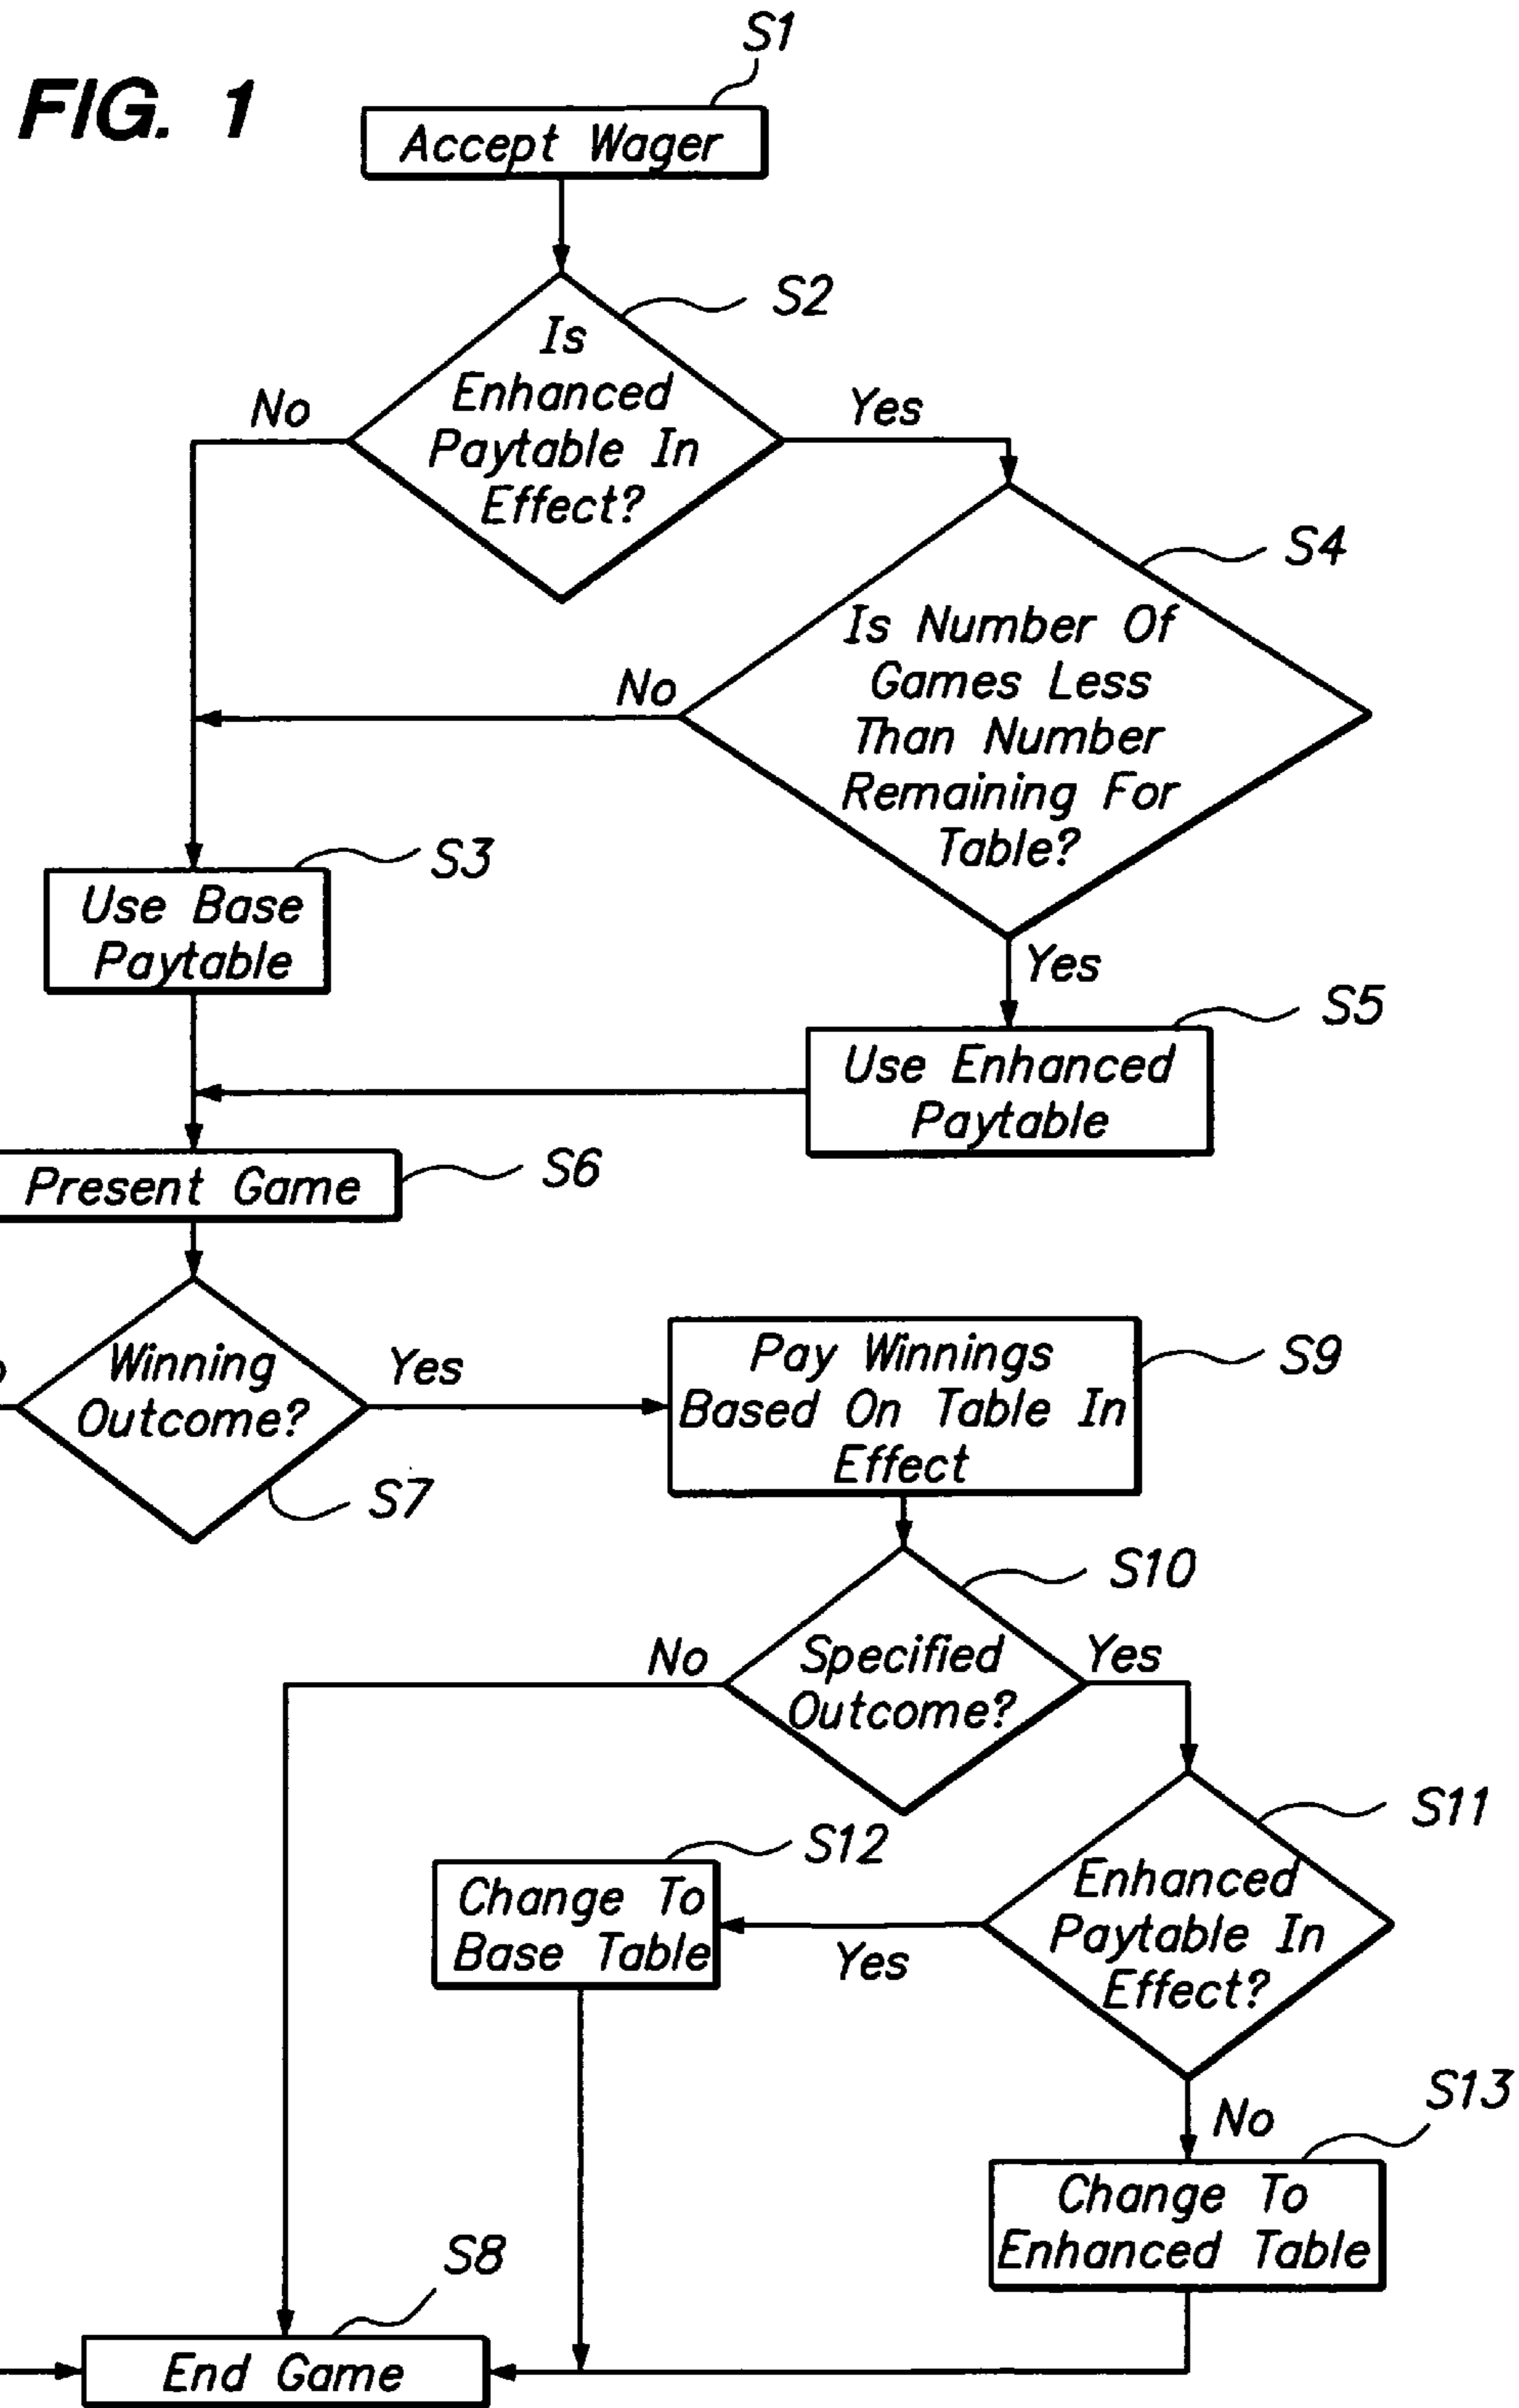 FIG. 1
S1
Accept Wager
S2
Is
Enhanced
Paytable In
Effect?
No
Yes
S4
Is Number Of
Games Less
Than Number
Remaining For
Table?
No
Yes
S3
Use Base
Paytable
S5
Use Enhanced
Paytable
S6
Present Game
Winning
Outcome?
Yes
S7
S9
Pay Winnings
Based On Table In
Effect
S10
Specified
Outcome?
No
Yes
S11
Enhanced
Paytable In
Effect?
S12
Change To
Base Table
Yes
No
S13
Change To
Enhanced Table
S8
End Game